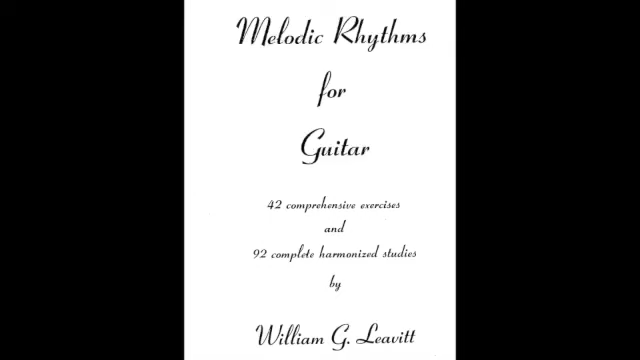 Melodic Rhythms
for
Guitar
42 comprehensive exercises
and
92 complete harmonized studies
by
William G. Leavitt